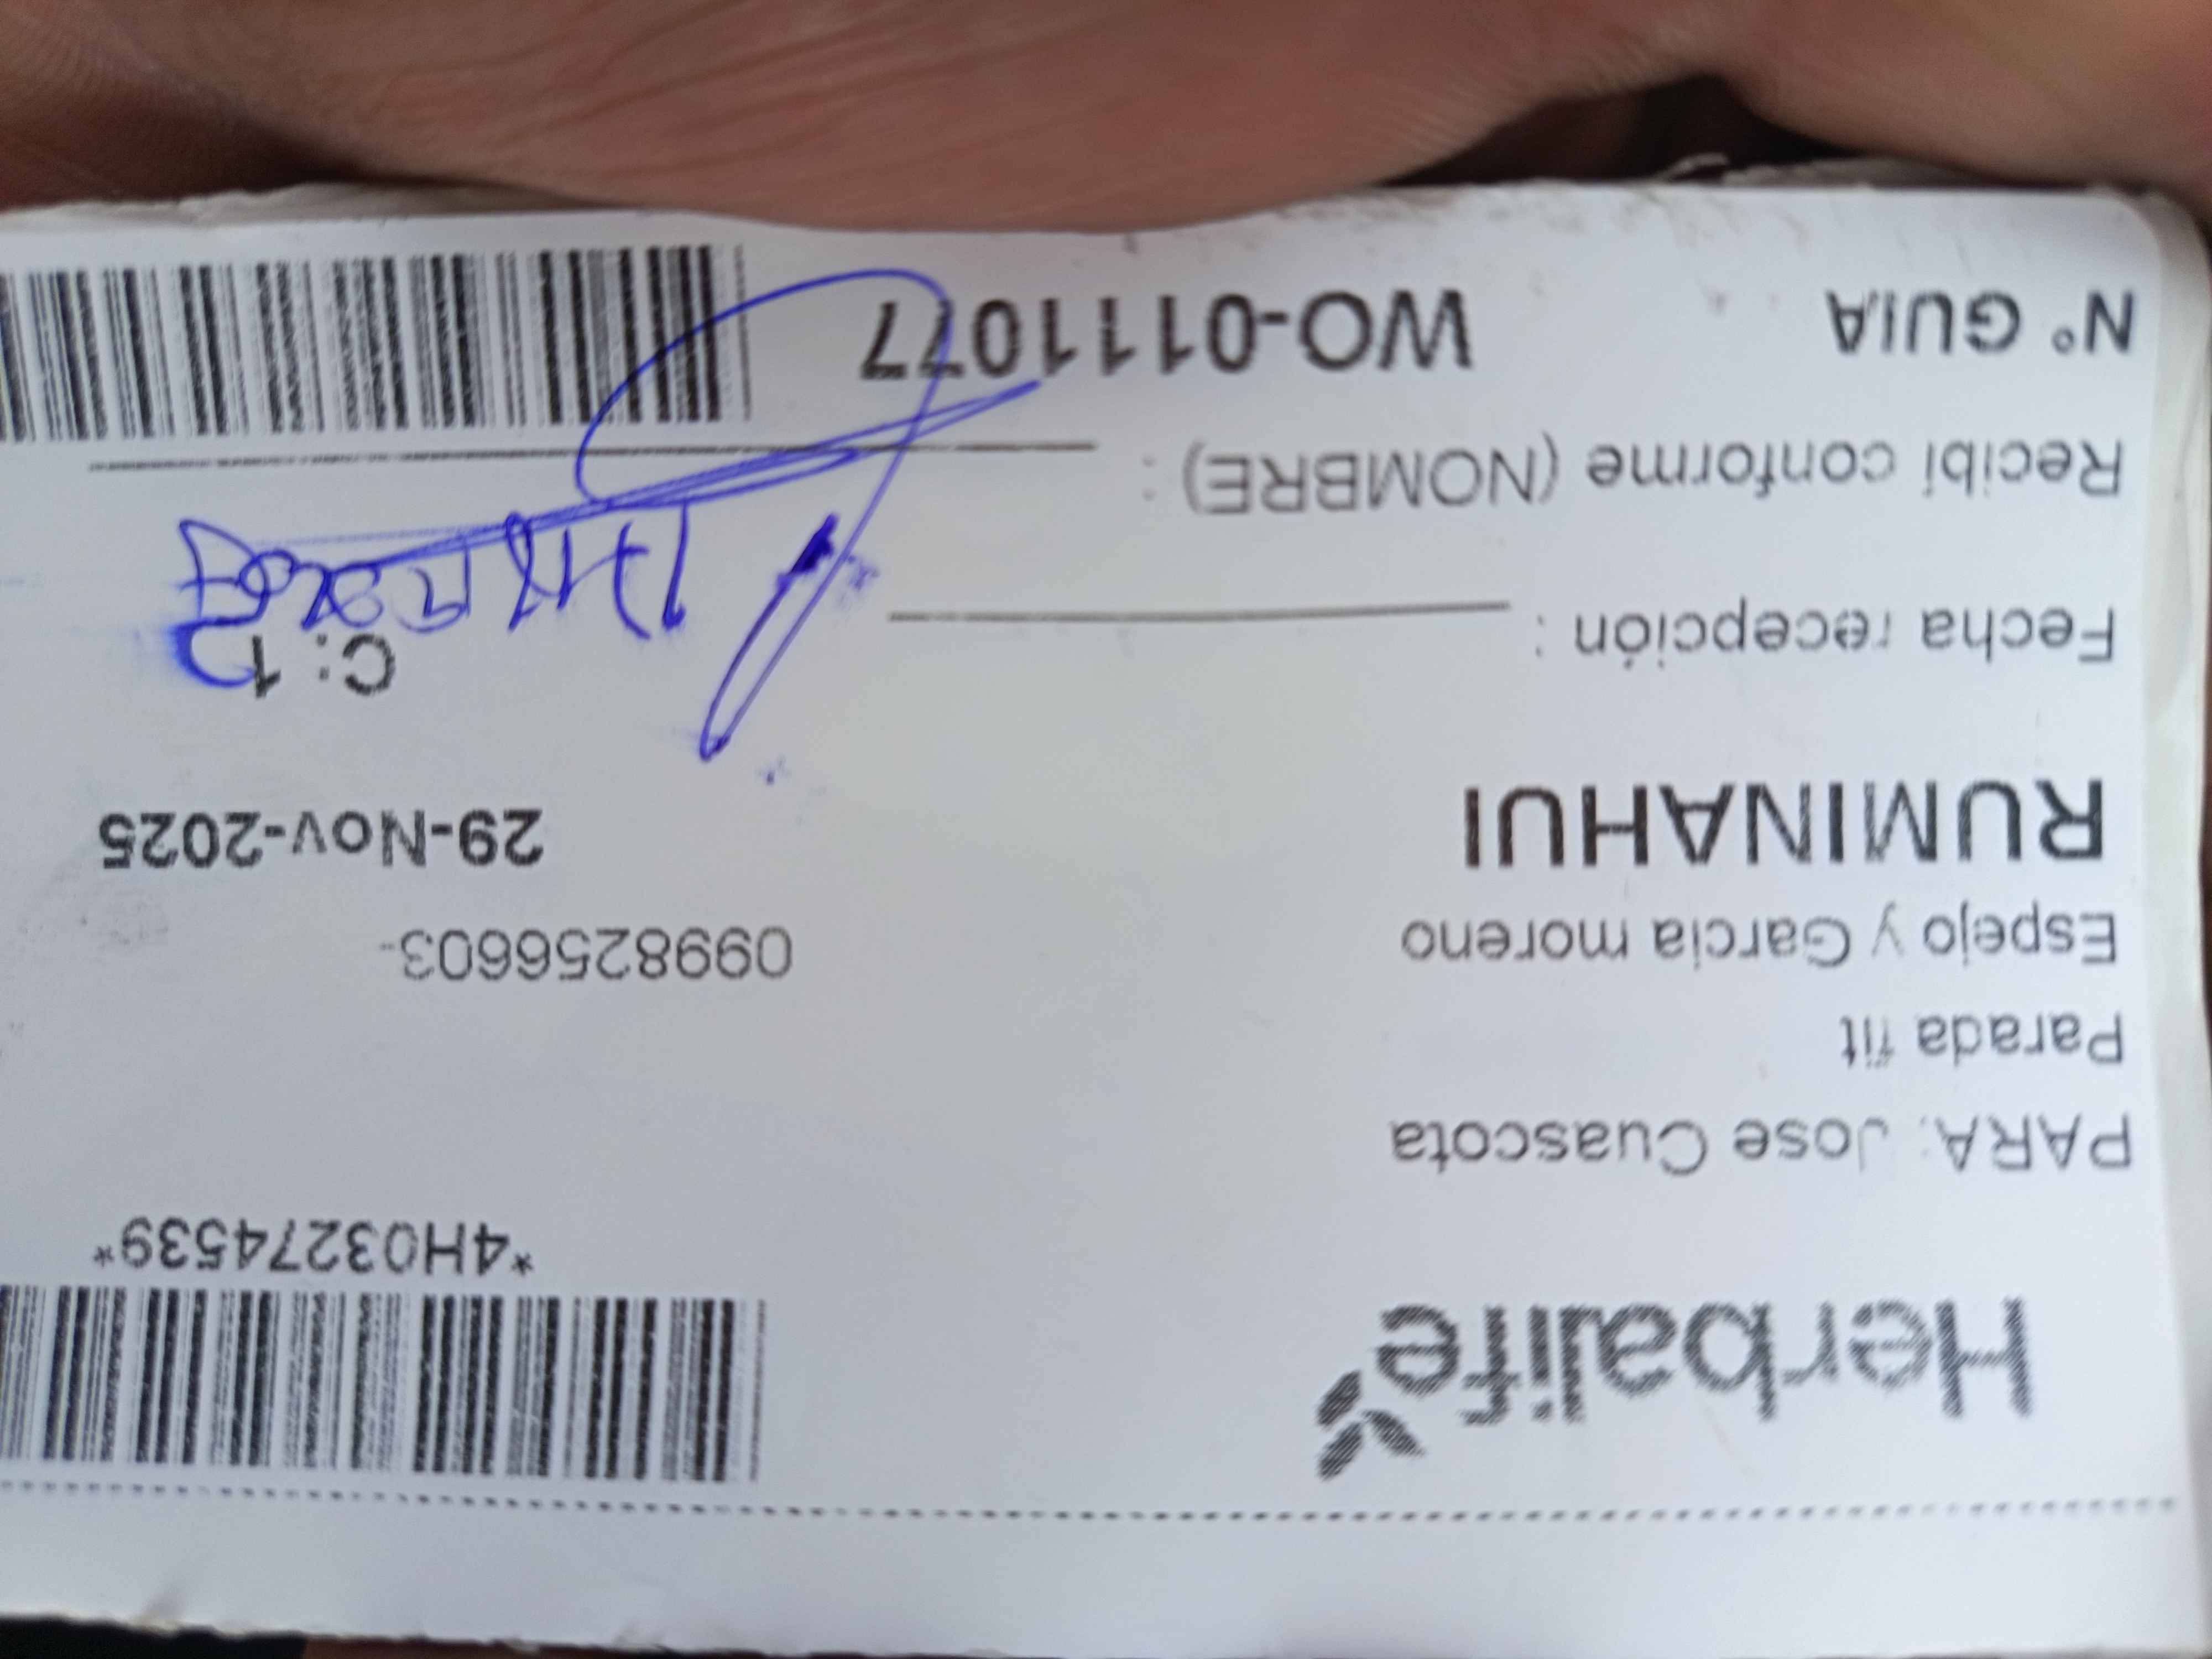 Herbalife
*4H03274539*
PARA: Jose Cuascota
Parada fit
Espejo y Garcia moreno
0998256603-
RUMINAHUI
29-Nov-2025
Fecha recepción :
C: 1
Recibi conforme (NOMBRE) :
N° GUIA WO-0111077